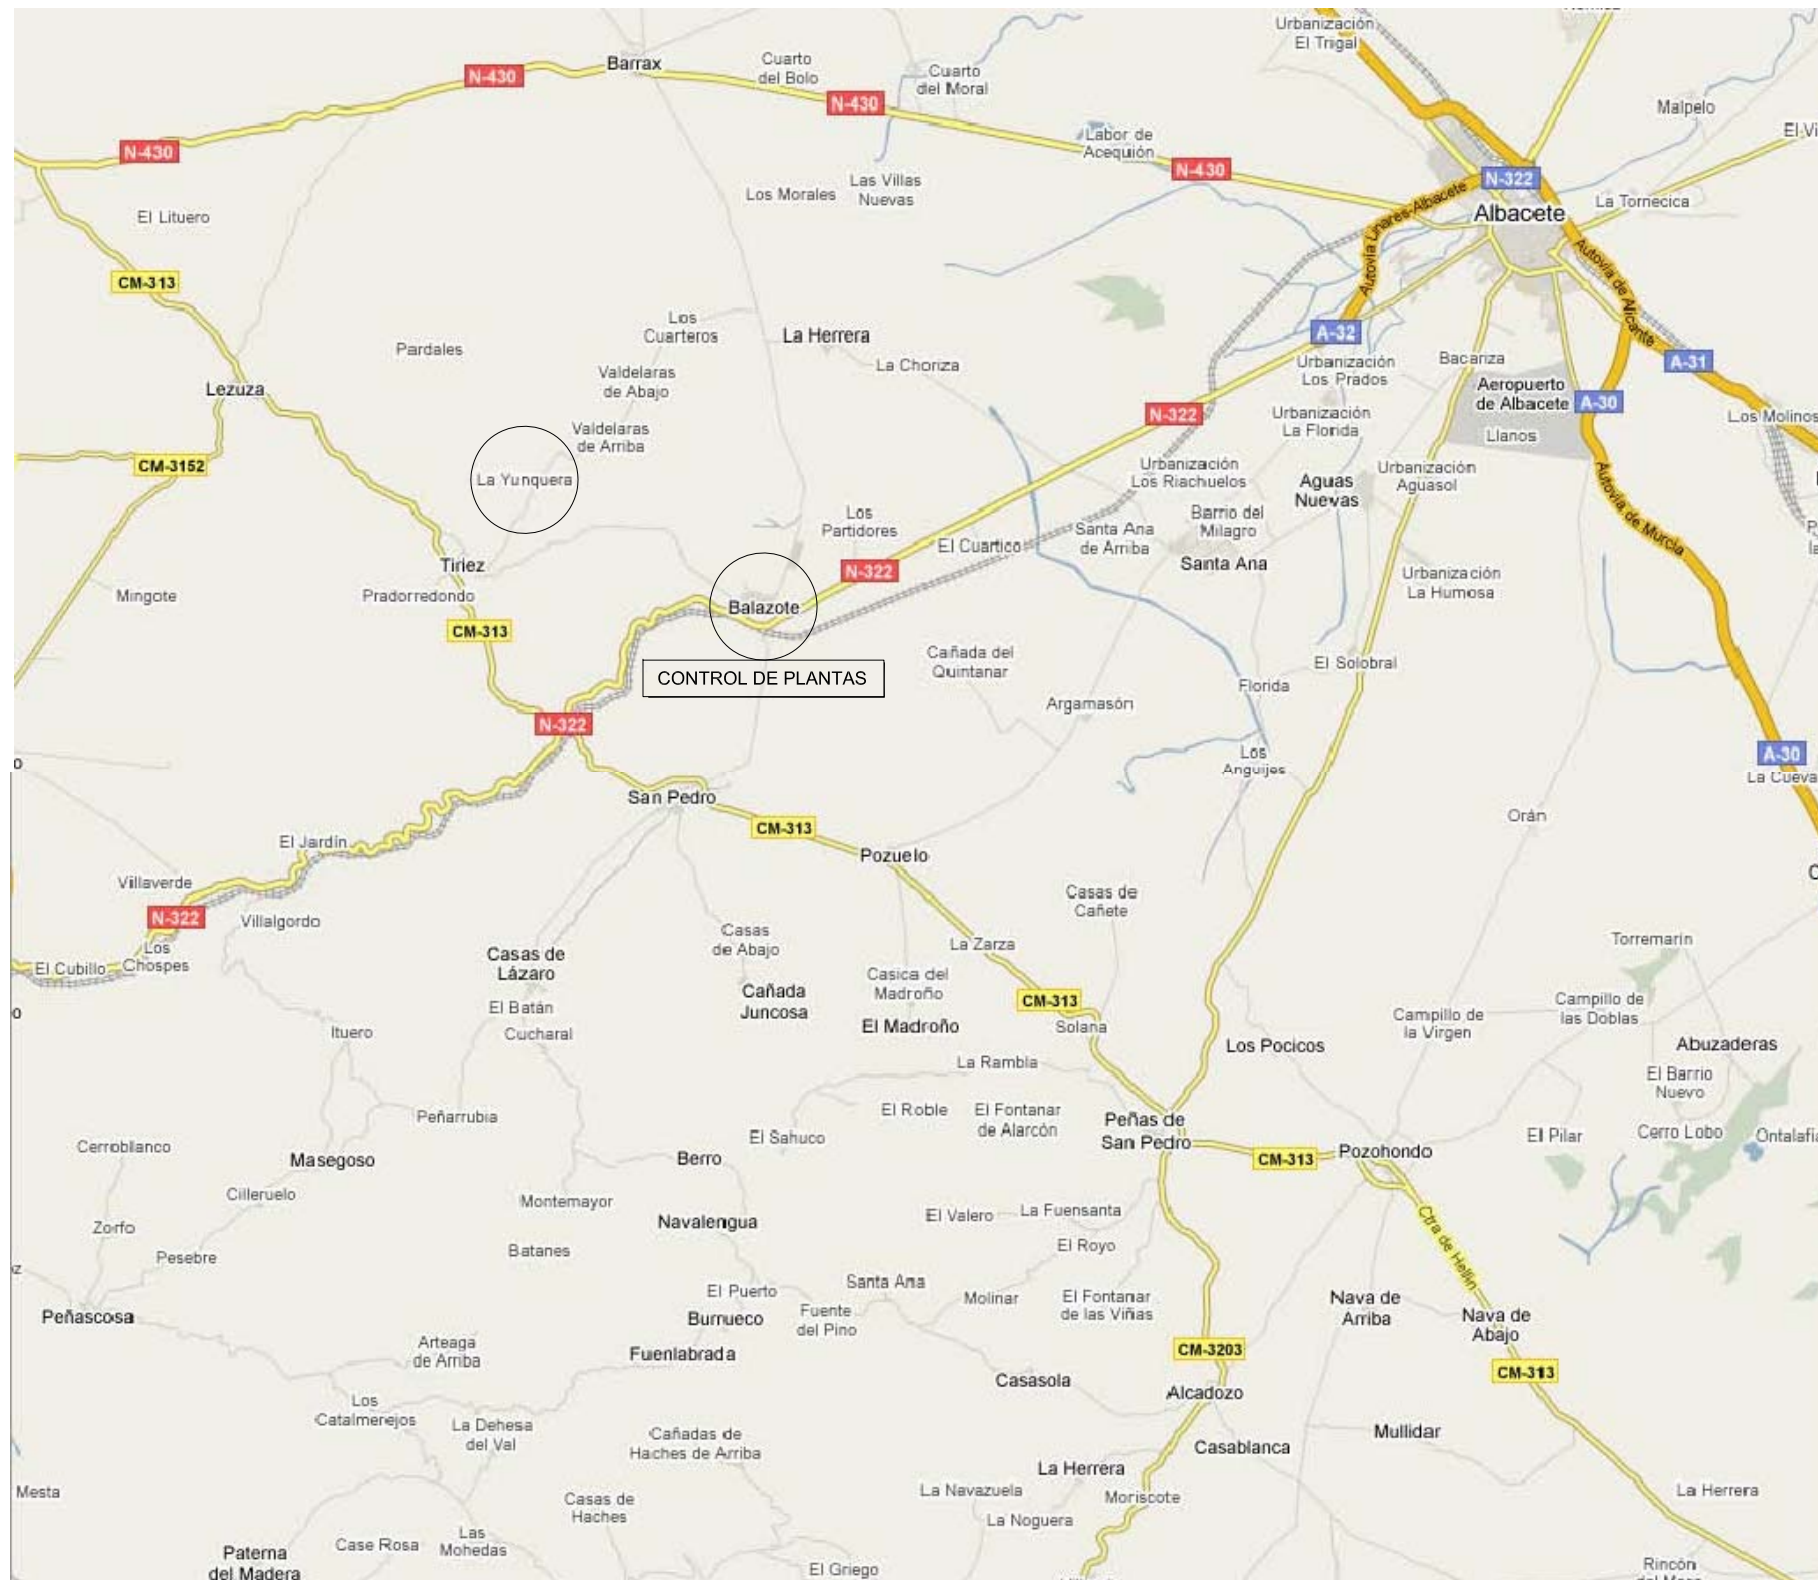 Urbanización
El Trigal
Barrax
Cuarto
del Bolo
Cuarto
del Moral
N-430
N-430
Malpelo
N-430
Labor de
Acequión
N-430
Las Villas
Nuevas
Los Morales
N-322
La Tornecica
Albacete
Autovía Linares-Albacete
El Lituero
CM-313
Autovía de Alicante
Los
Cuarteros
La Herrera
A-32
Pardales
La Choriza
Urbanización
Los Prados
Bacariza
A-31
Valdelaras
de Abajo
Aeropuerto
de Albacete
A-30
Lezuza
N-322
Urbanización
La Florida
Los Molinos
Valdelaras
de Arriba
Llanos
CM-3152
La Yunquera
Urbanización
Los Riachuelos
Aguas
Nuevas
Urbanización
Aguasol
Autovía de Murcia
Los
Partidores
Barrio del
Milagro
Santa Ana
de Arriba
El Cuartico
Santa Ana
Tiriez
N-322
Urbanización
La Humosa
Mingote
Pradorredondo
Balazote
CM-313
Cañada del
Quintanar
El Solobral
CONTROL DE PLANTAS
Florida
Argamasón
N-322
Los
Anguijes
A-30
La Cueva
San Pedro
Orán
CM-313
El Jardín
Pozuelo
Villaverde
Casas de
Cañete
N-322
Villalgordo
Casas
de Abajo
La Zarza
Torremarín
Los
Chospes
El Cubillo
Casas de
Lázaro
Casica del
Madroño
Cañada
Juncosa
CM-313
Campillo de
las Doblas
El Batán
Campillo de
la Virgen
El Madroño
Solana
Ituero
Cucharal
Los Pocicos
Abuzaderas
La Rambla
El Barrio
Nuevo
Peñarrubia
El Roble
El Fontanar
de Alarcón
Peñas de
San Pedro
El Sahuco
El Pilar
Cerro Lobo
Cerroblanco
Masegoso
Berro
CM-313
Pozohondo
Cilleruelo
Montemayor
Navalengua
El Valero
La Fuensanta
Ctra de Hellín
Zorfo
Pesebre
Batanes
El Royo
Santa Ana
El Puerto
Molinar
El Fontanar
de las Viñas
Nava de
Arriba
Peñascosa
Burrueco
Fuente
del Pino
Nava de
Abajo
Arteaga
de Arriba
Fuenlabrada
CM-3203
CM-313
Casasola
Alcadozo
Los
Catalmerejos
La Dehesa
del Val
Cañadas de
Haches de Arriba
Mullidar
Casablanca
La Herrera
Mesta
La Navazuela
Moriscote
La Herrera
Casas de
Haches
La Noguera
Case Rosa
Las
Mohedas
Paterna
del Madera
El Griego
Rincón